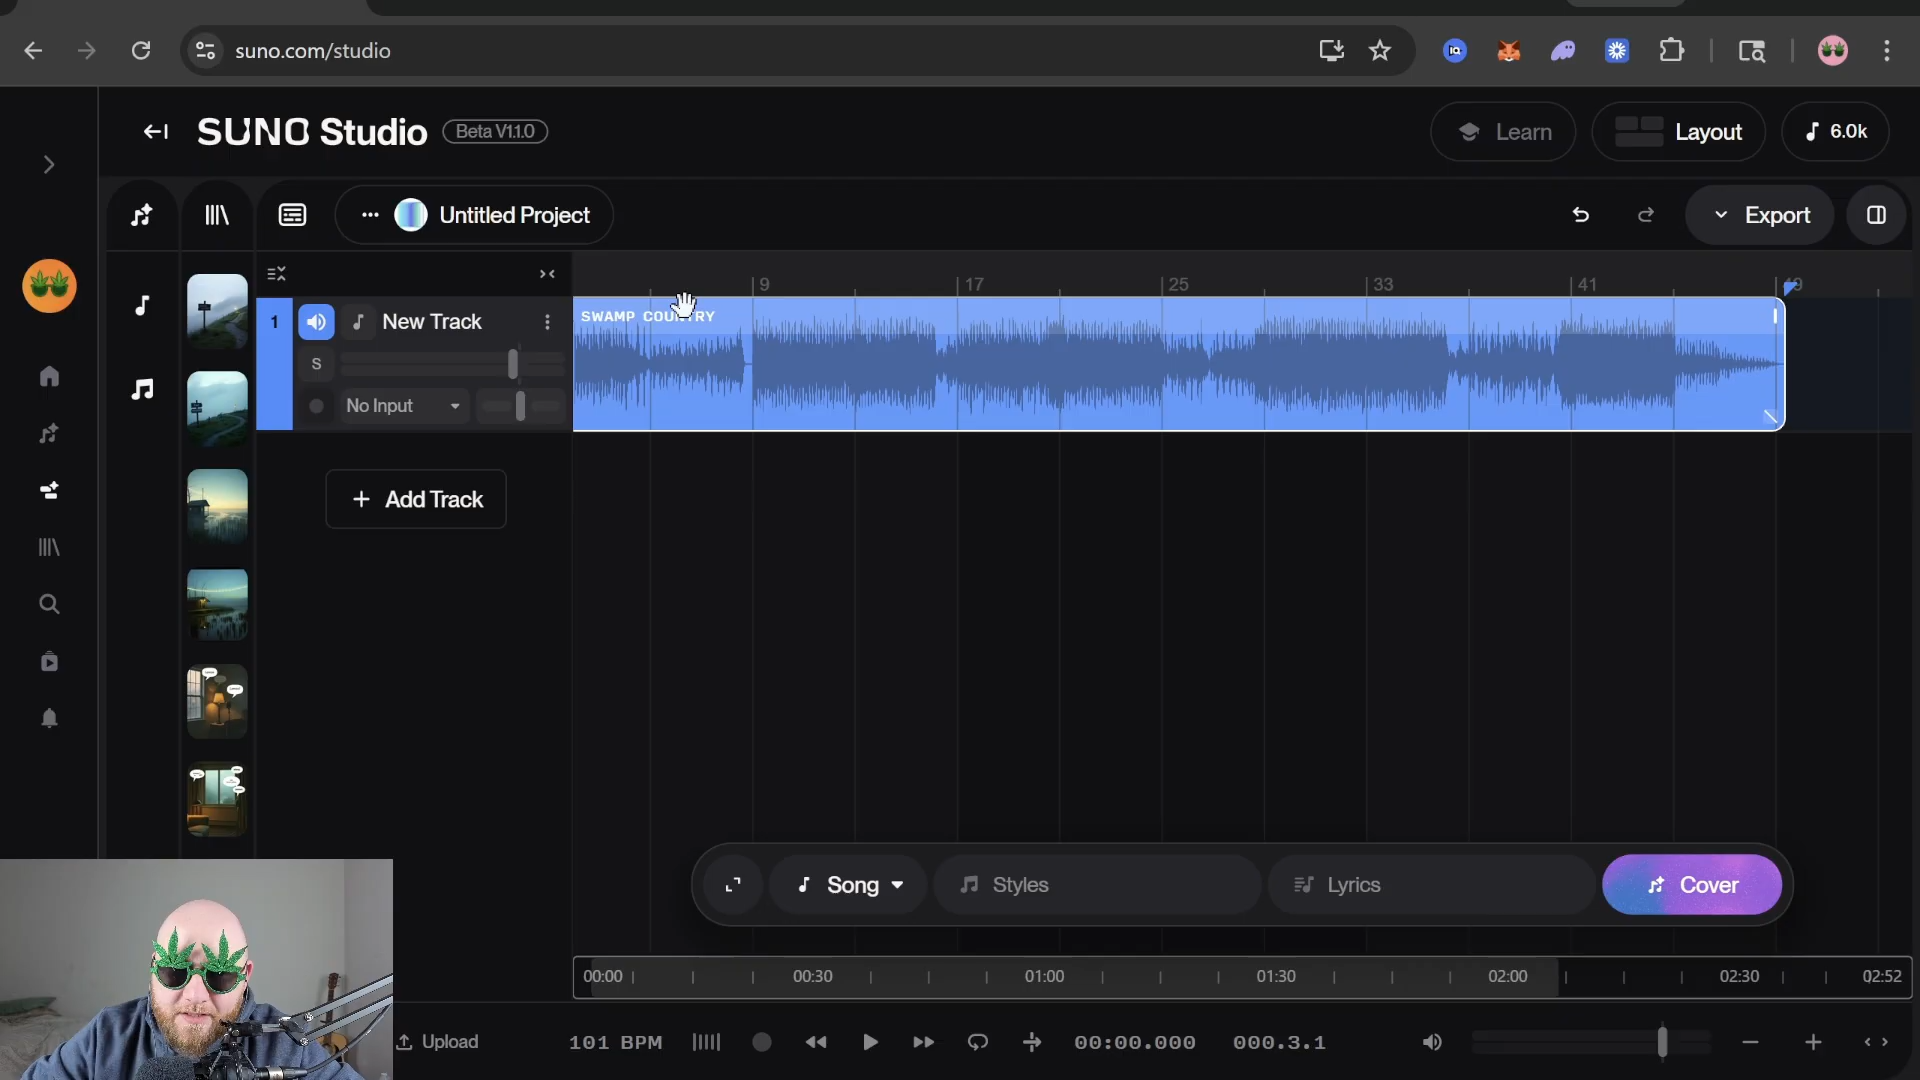 suno.com/studio
SUNO Studio
Beta V1.1.0
Learn
Layout
6.0k
Untitled Project
Export
9
17
25
33
41
49
1
New Track
SWAMP COUNTRY
S
No Input
+ Add Track
Song
Styles
Lyrics
Cover
00:00
00:30
01:00
01:30
02:00
02:30
02:52
Upload
101 BPM
00:00.000
000.3.1